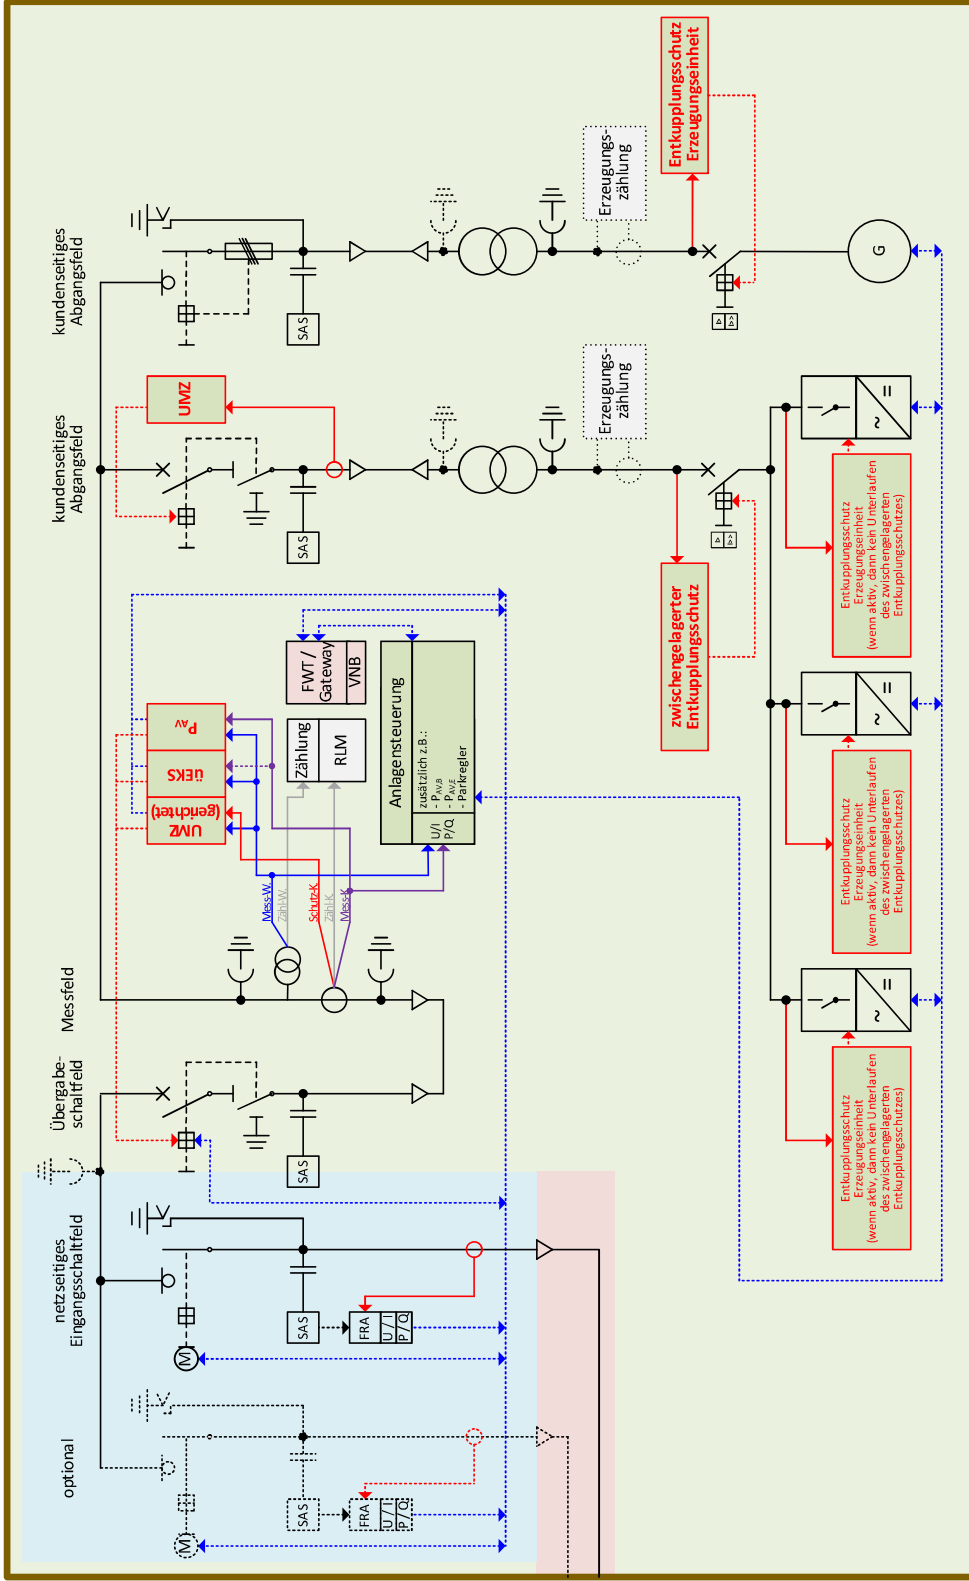 optional
netzseitiges
Eingangsschaltfeld
Übergabe-
schaltfeld
Messfeld
kundenseitiges
Abgangsfeld
kundenseitiges
Abgangsfeld
M
SAS
FRA
U / I
P / Q
M
SAS
FRA
U / I
P / Q
SAS
UMZ
(gerichtet)
üEKS
PAV
Mess-W.
Zähl-W.
Schutz-K.
Zähl-K.
Mess-K.
Zählung
RLM
FWT /
Gateway
VNB
Anlagensteuerung
U/I
P/Q
zusätzlich z.B.:
- PAV,B
- PAV,E
- Parkregler
UMZ
SAS
SAS
Erzeugungs-
zählung
Erzeugungs-
zählung
zwischengelagerter
Entkupplungsschutz
Entkupplungsschutz
Erzeugungseinheit
G
Entkupplungsschutz
Erzeugungseinheit
(wenn aktiv, dann kein Unterlaufen
des zwischengelagerten
Entkupplungsschutzes)
Entkupplungsschutz
Erzeugungseinheit
(wenn aktiv, dann kein Unterlaufen
des zwischengelagerten
Entkupplungsschutzes)
Entkupplungsschutz
Erzeugungseinheit
(wenn aktiv, dann kein Unterlaufen
des zwischengelagerten
Entkupplungsschutzes)